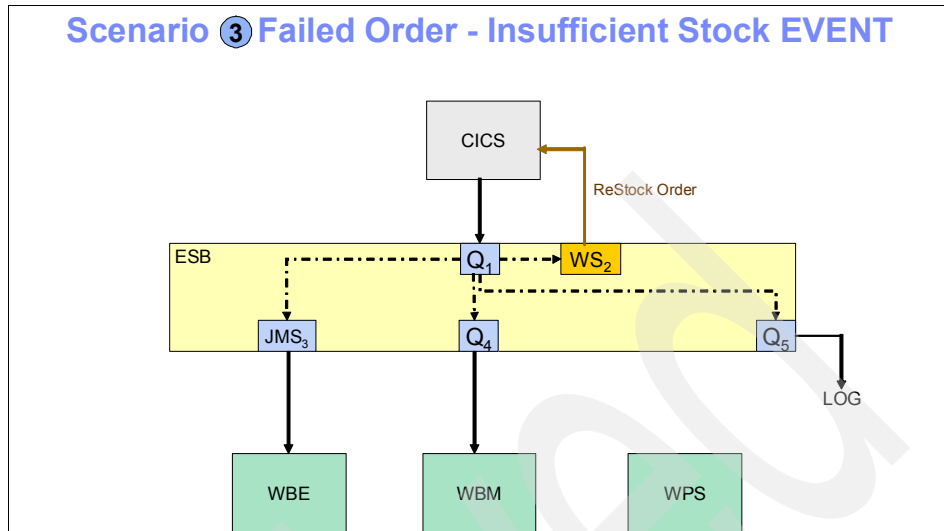 Scenario 3 Failed Order - Insufficient Stock EVENT
CICS
ReStock Order
ESB
Q1
WS2
JMS3
Q4
Q5
LOG
WBE
WBM
WPS